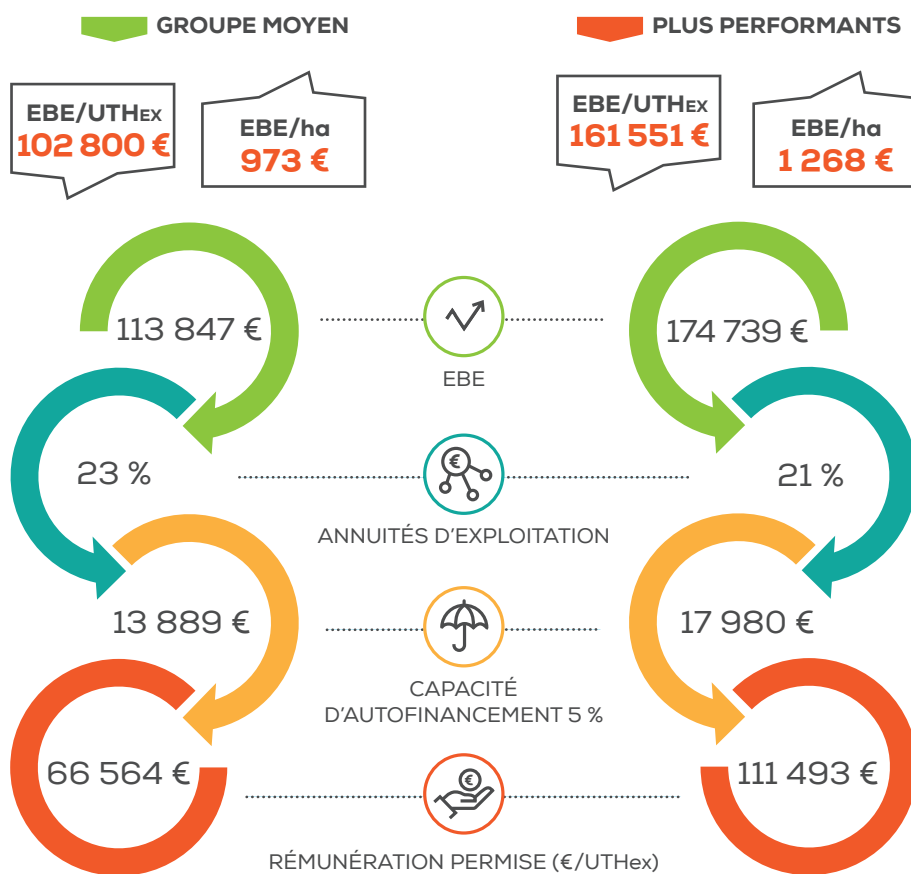 GROUPE MOYEN
PLUS PERFORMANTS
EBE/UTHEX
102 800 €
EBE/ha
973 €
EBE/UTHEX
161 551 €
EBE/ha
1 268 €
113 847 €
EBE
174 739 €
23 %
€
ANNUITÉS D'EXPLOITATION
21 %
13 889 €
CAPACITÉ
D'AUTOFINANCEMENT 5 %
17 980 €
66 564 €
€
RÉMUNÉRATION PERMISE (€/UTHex)
111 493 €